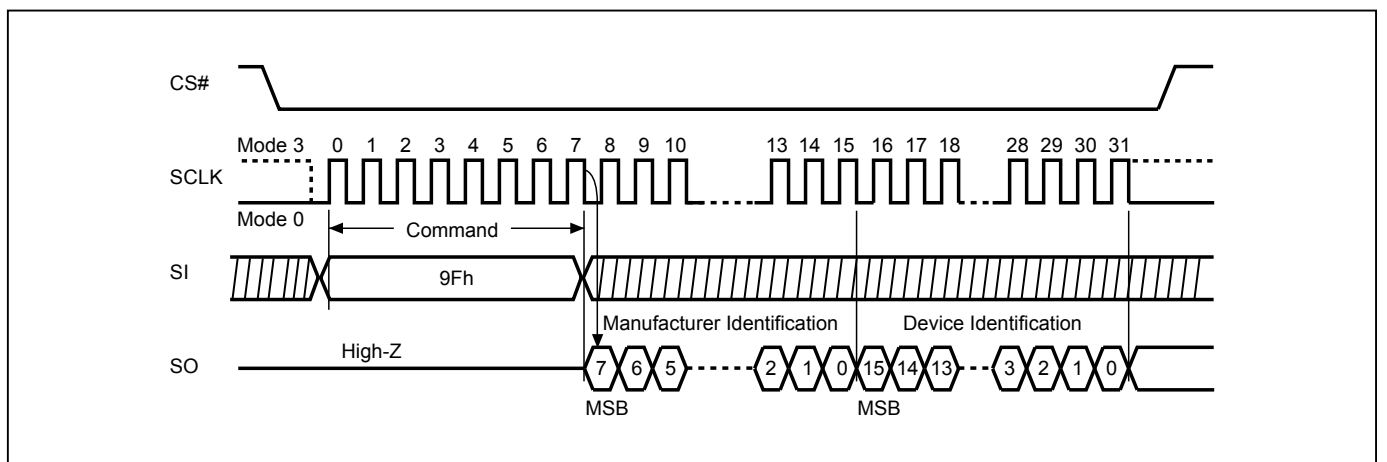 CS#
Mode 3 0 1 2 3 4 5 6 7 8 9 10 13 14 15 16 17 18 28 29 30 31
SCLK
Mode 0
Command
SI 9Fh
Manufacturer Identification Device Identification
High-Z
SO 7 6 5 2 1 0 15 14 13 3 2 1 0
MSB MSB